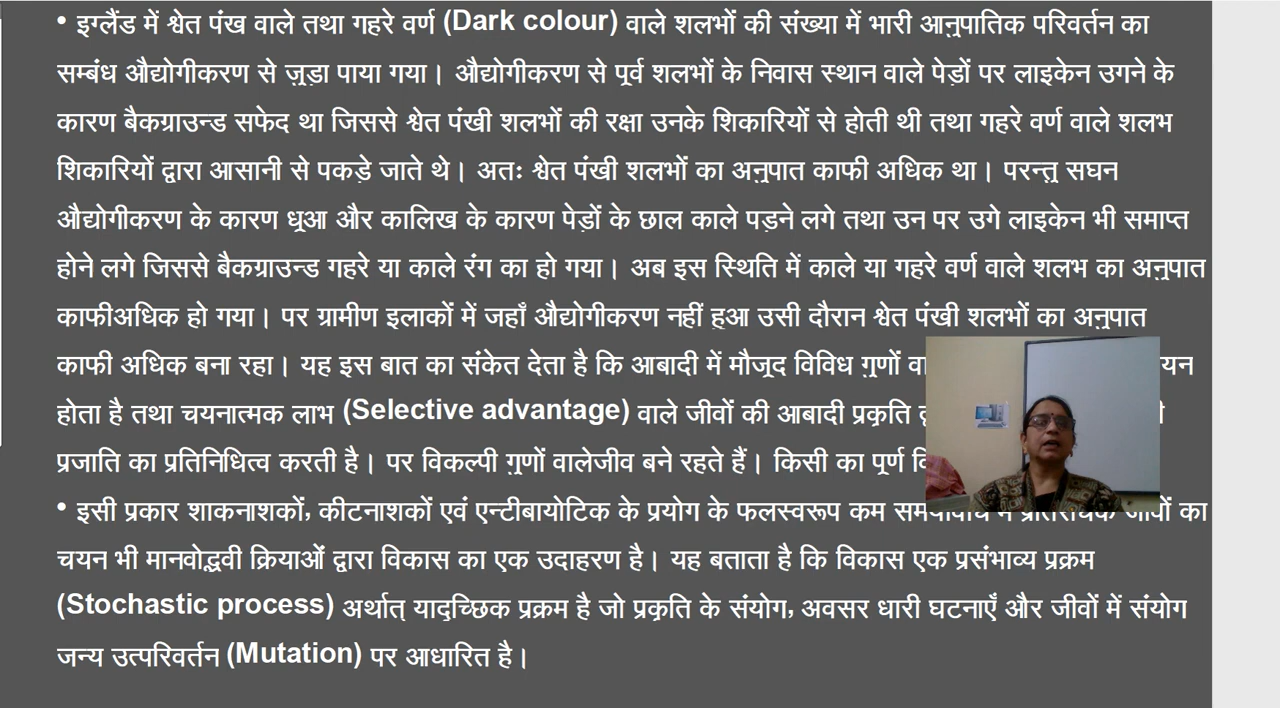 • इग्लैंड में श्वेत पंख वाले तथा गहरे वर्ण (Dark colour) वाले शलभों की संख्या में भारी आनुपातिक परिवर्तन का
सम्बंध औद्योगीकरण से जुडा पाया गया। औद्योगीकरण से पूर्व शलभों के निवास स्थान वाले पेड़ों पर लाइकेन उगने के
कारण बैकग्राउन्ड सफेद था जिससे श्वेत पंखी शलभों की रक्षा उनके शिकारियों से होती थी तथा गहरे वर्ण वाले शलभ
शिकारियों द्वारा आसानी से पकड़े जाते थे। अतः श्वेत पंखी शलभों का अनुपात काफी अधिक था। परन्तु सघन
औद्योगीकरण के कारण धूआ और कालिख के कारण पेड़ों के छाल काले पड़ने लगे तथा उन पर उगे लाइकेन भी समाप्त
होने लगे जिससे बैकग्राउन्ड गहरे या काले रंग का हो गया। अब इस स्थिति में काले या गहरे वर्ण वाले शलभ का अनुपात
काफीअधिक हो गया। पर ग्रामीण इलाकों में जहाँ औद्योगीकरण नहीं हुआ उसी दौरान श्वेत पंखी शलभों का अनुपात
काफी अधिक बना रहा। यह इस बात का संकेत देता है कि आबादी में मौजूद विविध गुणों
होता है तथा चयनात्मक लाभ (Selective advantage) वाले जीवों की आबादी प्रकृति
प्रजाति का प्रतिनिधित्व करती है। पर विकल्पी गुणों वालेजीव बने रहते हैं। किसी का पूर्ण
• इसी प्रकार शाकनाशकों, कीटनाशकों एवं एन्टीबायोटिक के प्रयोग के फलस्वरूप कम का
चयन भी मानवोद्भवी क्रियाओं द्वारा विकास का एक उदाहरण है। यह बताता है कि विकास एक प्रसंभाव्य प्रक्रम
(Stochastic process) अर्थात् यादृच्छिक प्रक्रम है जो प्रकृति के संयोग, अवसर धारी घटनाएँ और जीवों में संयोग
जन्य उत्परिवर्तन (Mutation) पर आधारित है।